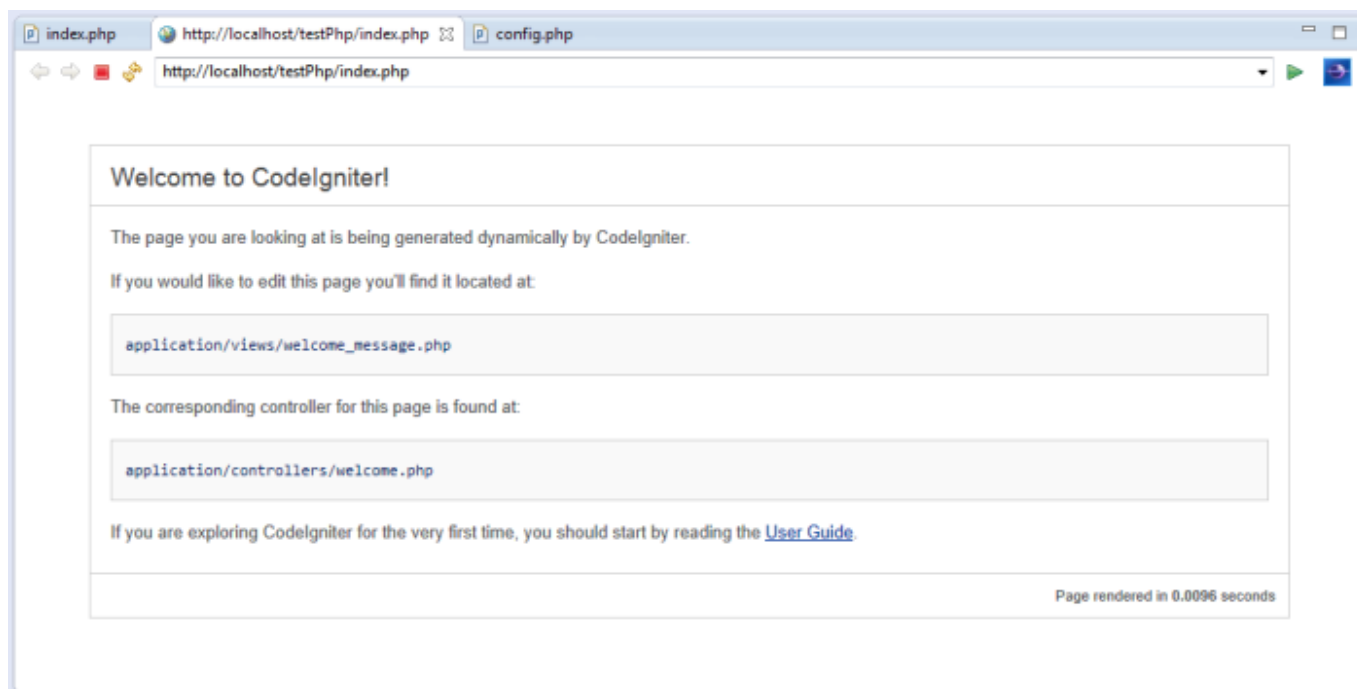 index.php http://localhost/testPhp/index.php config.php
http://localhost/testPhp/index.php
Welcome to CodeIgniter!
The page you are looking at is being generated dynamically by CodeIgniter.
If you would like to edit this page you'll find it located at:
application/views/welcome_message.php
The corresponding controller for this page is found at:
application/controllers/welcome.php
If you are exploring CodeIgniter for the very first time, you should start by reading the User Guide.
Page rendered in 0.0096 seconds